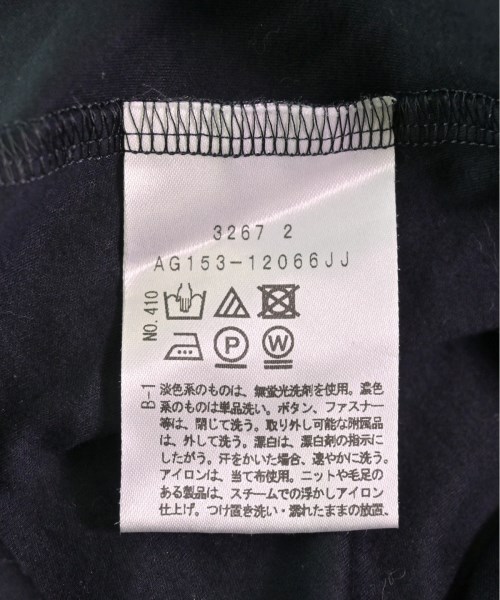 3267 2
AG153-12066JJ
NO.410
P
W
B-1
淡色系のものは、無蛍光洗剤を使用。濃色
系のものは単品洗い。ボタン、ファスナー
等は、閉じて洗う。取り外し可能な附属品
は、外して洗う。漂白は、漂白剤の指示に
したがう。汗をかいた場合、速やかに洗う。
アイロンは、当て布使用。ニットや毛足の
ある製品は、スチームでの浮かしアイロン
仕上げ。つけ置き洗い・濡れたままの放置、